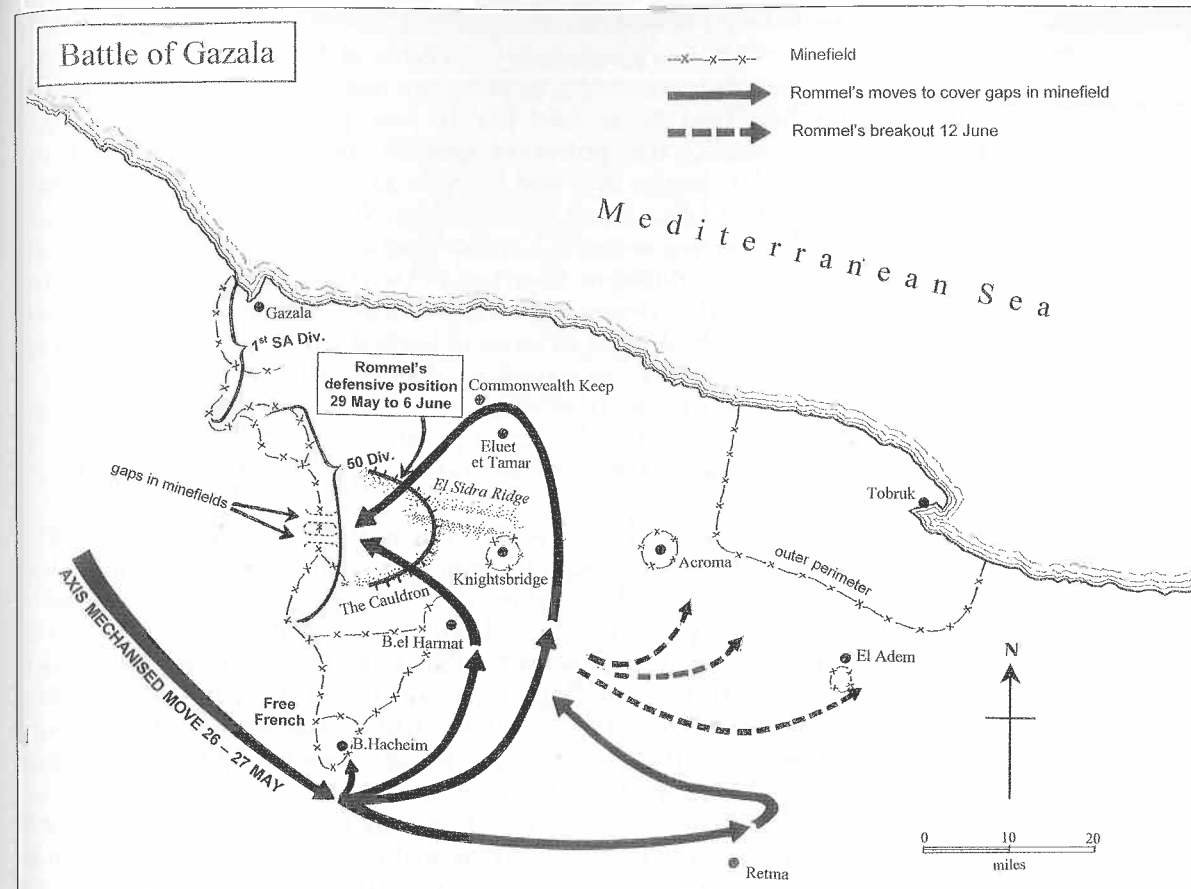 Battle of Gazala
Minefield
Rommel's moves to cover gaps in minefield
Rommel's breakout 12 June
Mediterranean Sea
Gazala
1st SA Div.
Rommel's
defensive position
29 May to 6 June
Commonwealth Keep
Eluet
et Tamar
50 Div.
gaps in minefields
El Sidra Ridge
Tobruk
Knightsbridge
Acroma
outer perimeter
The Cauldron
AXIS MECHANISED MOVE 26 – 27 MAY
B.el Harmat
El Adem
N
Free
French
B.Hacheim
0 10 20
miles
Retma